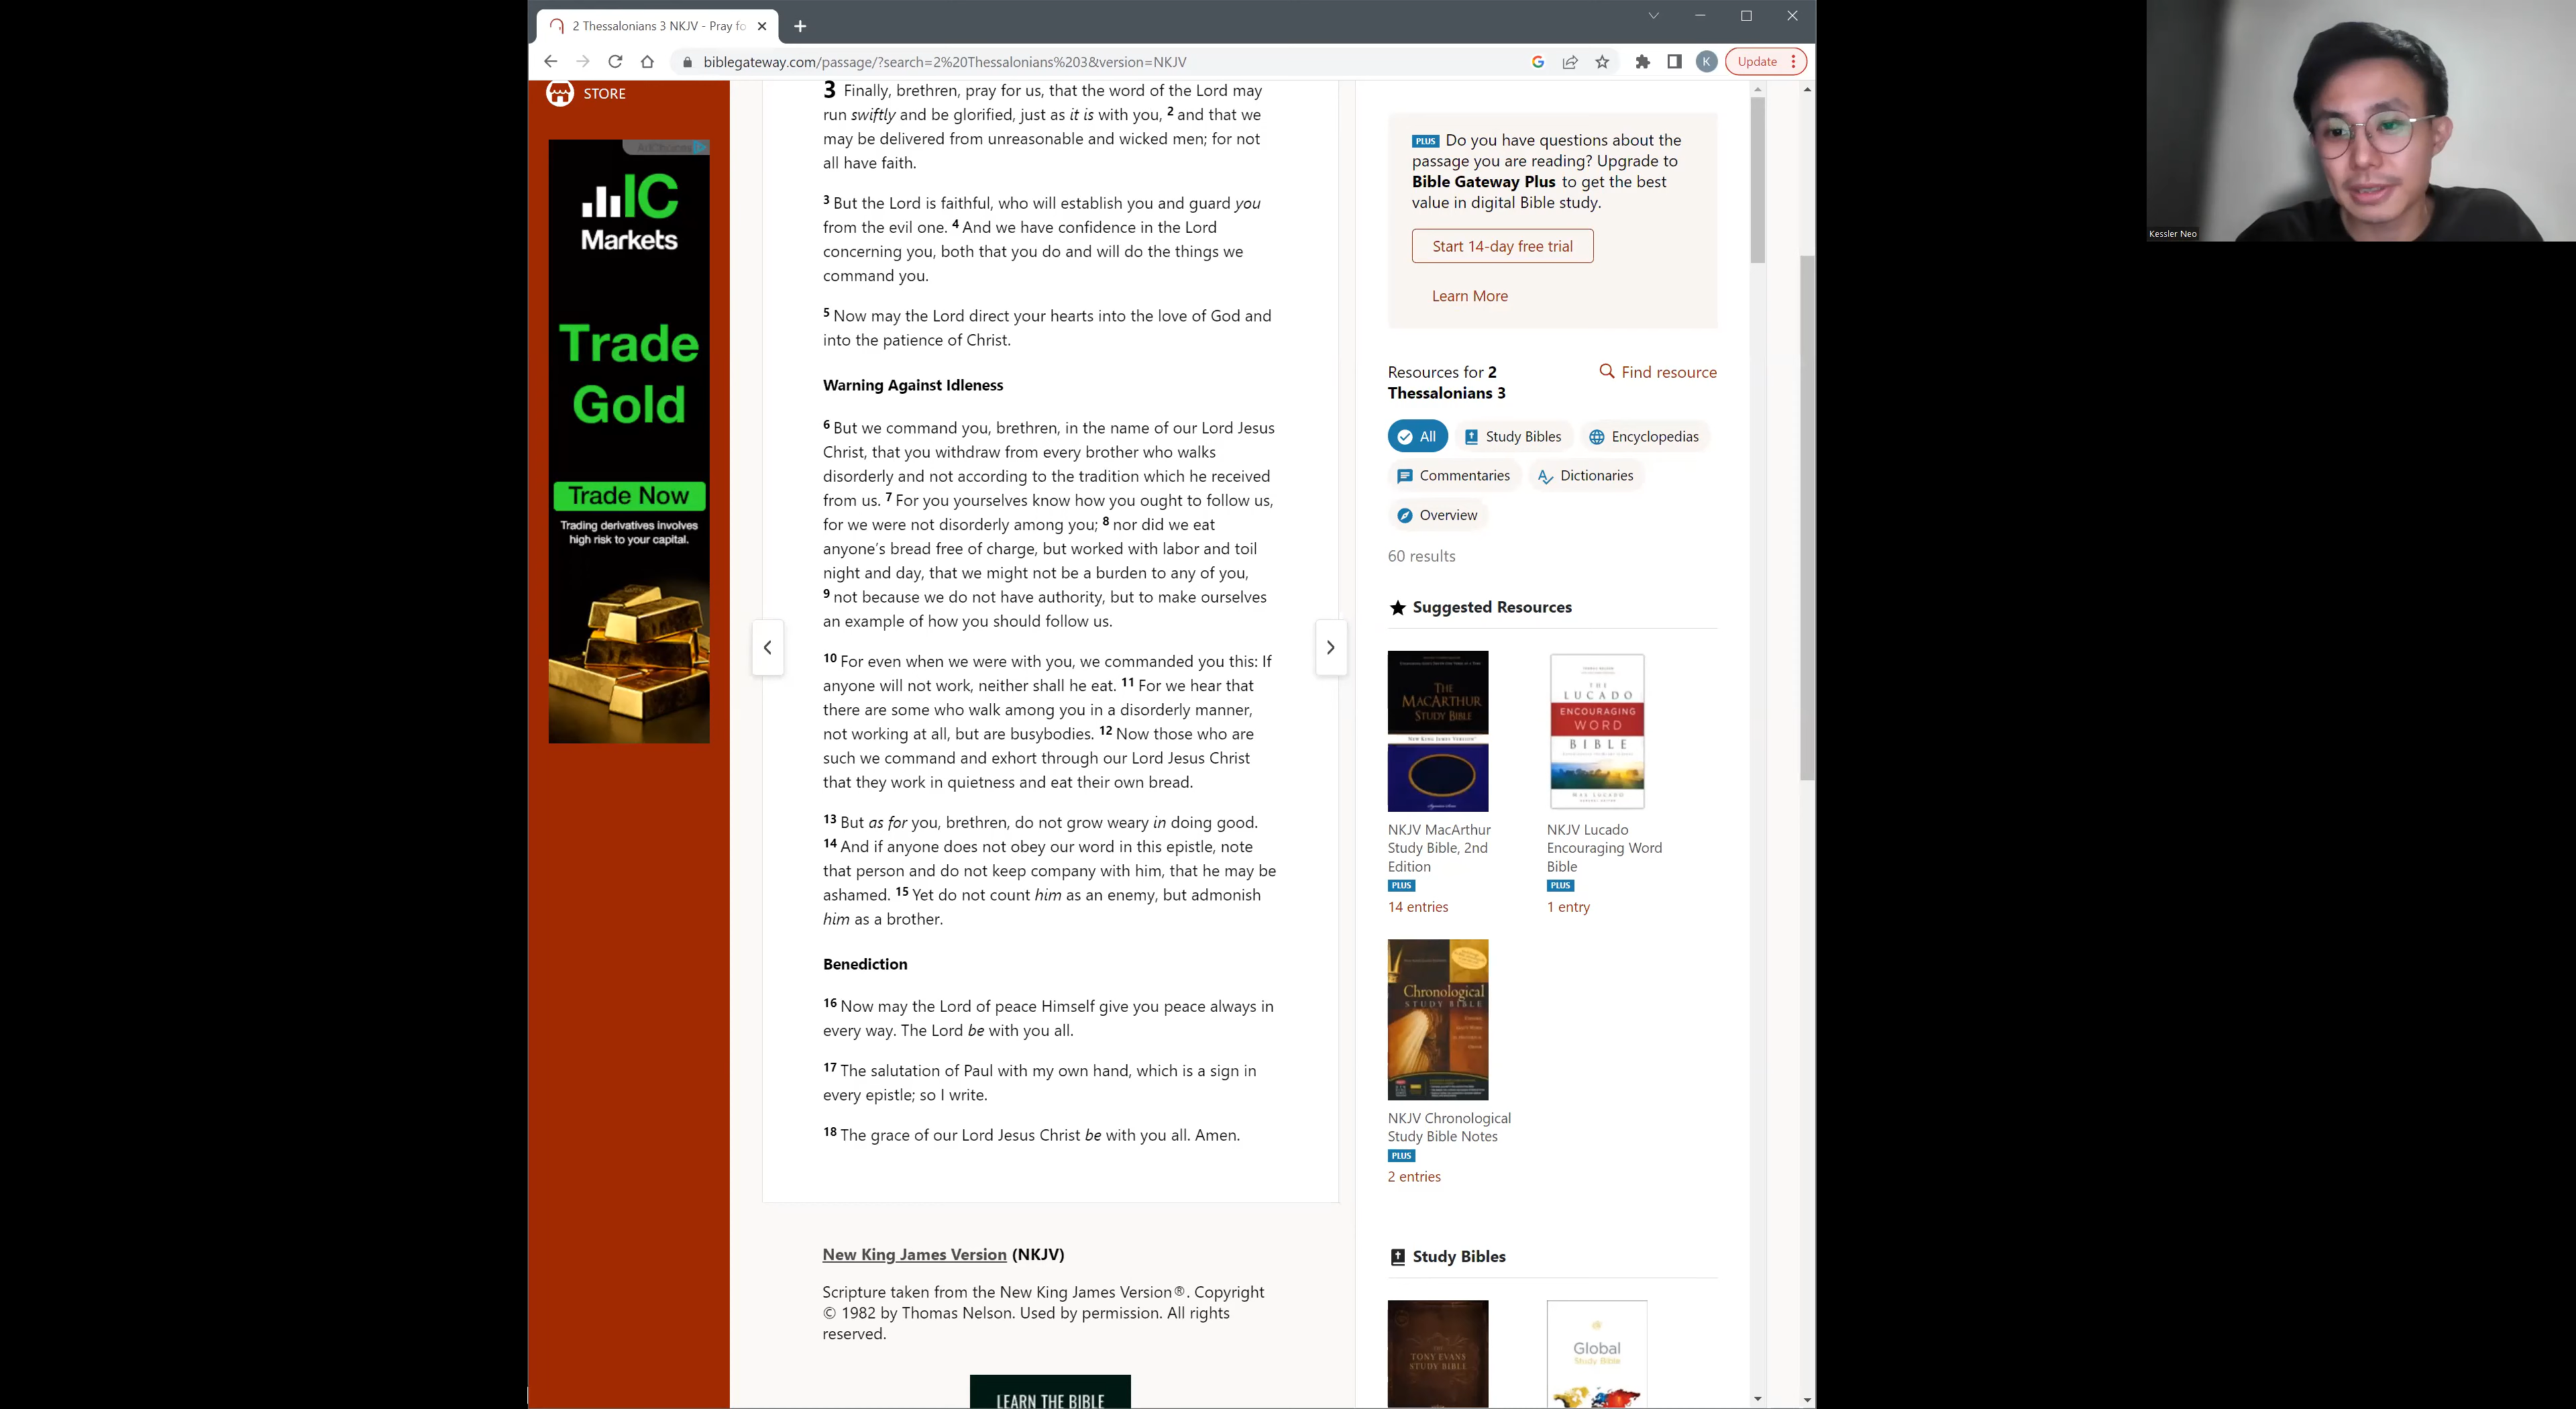 2 Thessalonians 3 NKJV - Pray fo
biblegateway.com/passage/?search=2%20Thessalonians%203&version=NKJV
K
Update
STORE
AdChoices
IC
Markets
Trade
Gold
Trade Now
Trading derivatives involves
high risk to your capital.
3 Finally, brethren, pray for us, that the word of the Lord may
run swiftly and be glorified, just as it is with you, 2 and that we
may be delivered from unreasonable and wicked men; for not
all have faith.
3 But the Lord is faithful, who will establish you and guard you
from the evil one. 4 And we have confidence in the Lord
concerning you, both that you do and will do the things we
command you.
5 Now may the Lord direct your hearts into the love of God and
into the patience of Christ.
Warning Against Idleness
6 But we command you, brethren, in the name of our Lord Jesus
Christ, that you withdraw from every brother who walks
disorderly and not according to the tradition which he received
from us. 7 For you yourselves know how you ought to follow us,
for we were not disorderly among you; 8 nor did we eat
anyone's bread free of charge, but worked with labor and toil
night and day, that we might not be a burden to any of you,
9 not because we do not have authority, but to make ourselves
an example of how you should follow us.
10 For even when we were with you, we commanded you this: If
anyone will not work, neither shall he eat. 11 For we hear that
there are some who walk among you in a disorderly manner,
not working at all, but are busybodies. 12 Now those who are
such we command and exhort through our Lord Jesus Christ
that they work in quietness and eat their own bread.
13 But as for you, brethren, do not grow weary in doing good.
14 And if anyone does not obey our word in this epistle, note
that person and do not keep company with him, that he may be
ashamed. 15 Yet do not count him as an enemy, but admonish
him as a brother.
Benediction
16 Now may the Lord of peace Himself give you peace always in
every way. The Lord be with you all.
17 The salutation of Paul with my own hand, which is a sign in
every epistle; so I write.
18 The grace of our Lord Jesus Christ be with you all. Amen.
New King James Version (NKJV)
Scripture taken from the New King James Version®. Copyright
© 1982 by Thomas Nelson. Used by permission. All rights
reserved.
LEARN THE BIBLE
PLUS Do you have questions about the
passage you are reading? Upgrade to
Bible Gateway Plus to get the best
value in digital Bible study.
Start 14-day free trial
Learn More
Resources for 2
Thessalonians 3
Find resource
All
Study Bibles
Encyclopedias
Commentaries
Dictionaries
Overview
60 results
Suggested Resources
THE
MACARTHUR
STUDY BIBLE
NEW KING JAMES VERSION
THE
LUCADO
ENCOURAGING
WORD
BIBLE
MAX LUCADO
NKJV MacArthur
Study Bible, 2nd
Edition
PLUS
14 entries
NKJV Lucado
Encouraging Word
Bible
PLUS
1 entry
Chronological
STUDY BIBLE
NKJV Chronological
Study Bible Notes
PLUS
2 entries
Study Bibles
TONY EVANS
STUDY BIBLE
Global
Study Bible
Kessler Neo